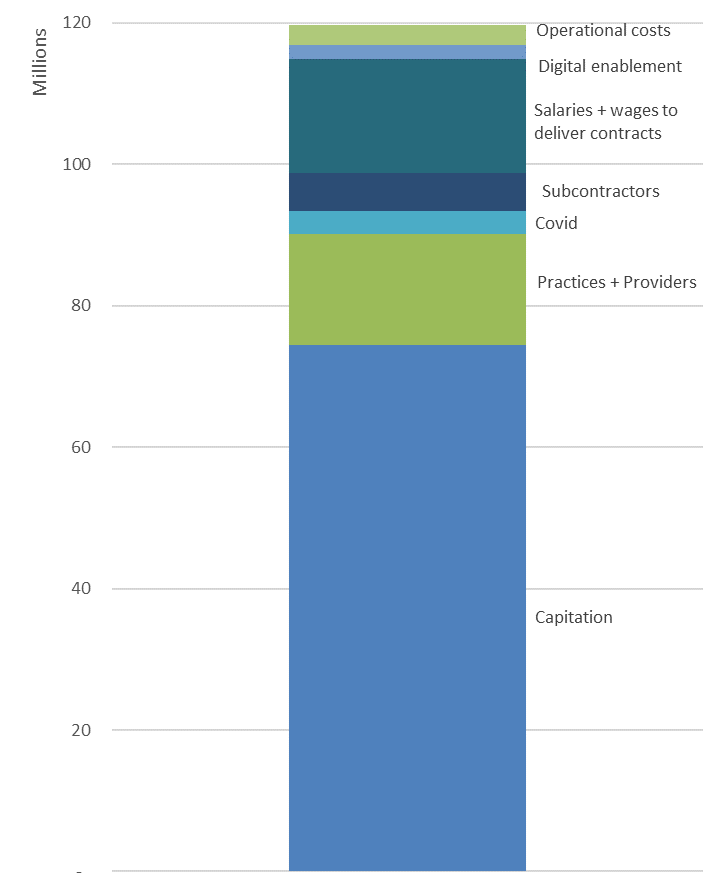 Millions
120
100
80
60
40
20
-
Operational costs
Digital enablement
Salaries + wages to
deliver contracts
Subcontractors
Covid
Practices + Providers
Capitation